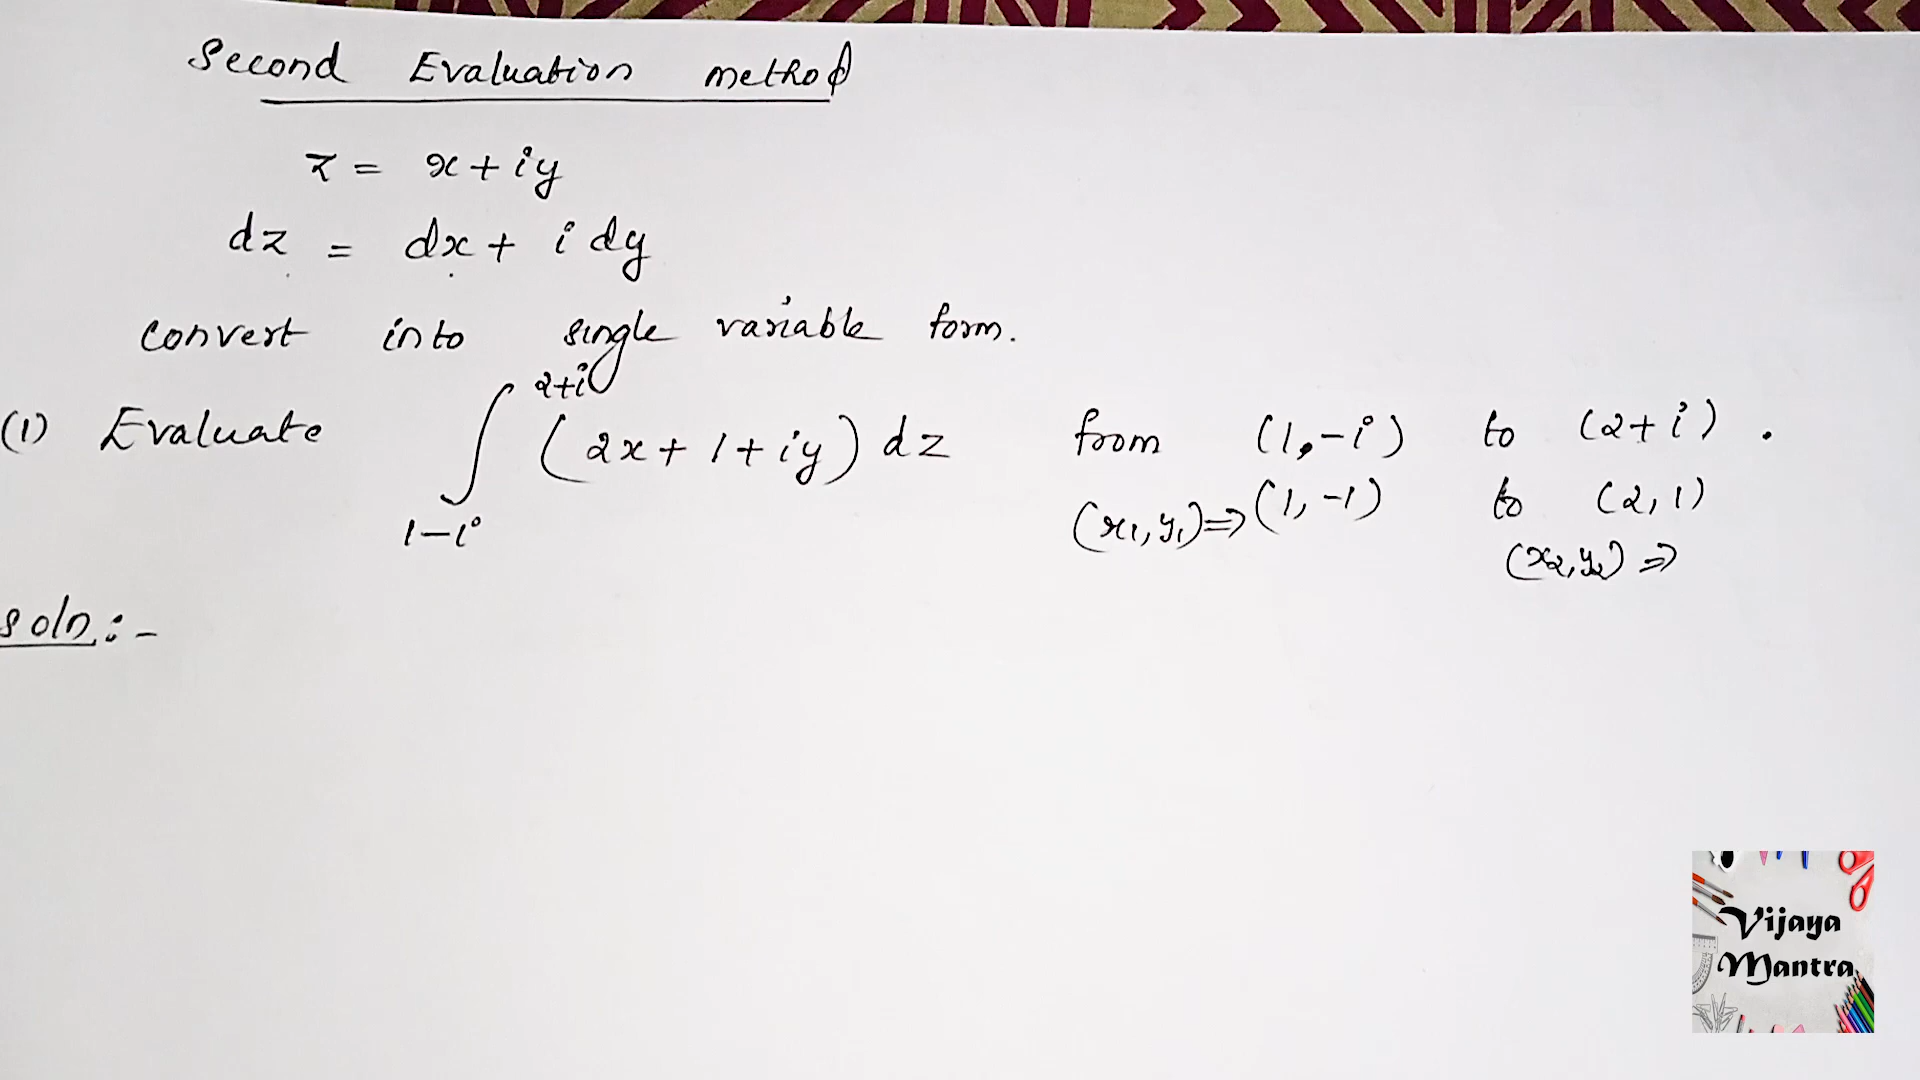 Second Evaluation method
z = x + iy
dz = dx + i dy
convert into single variable form.
(1) Evaluate ∫_{1-i}^{2+i} (2x + 1 + iy) dz from (1,-i) to (2+i).
(x₁,y₁)⇒(1,-1) to (2,1)
(x₂,y₂)⇒
soln:-
Vijaya
Mantra